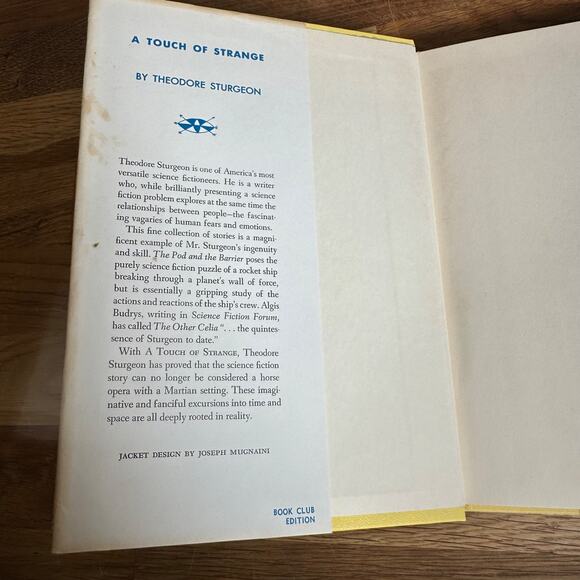 A TOUCH OF STRANGE
BY THEODORE STURGEON
Theodore Sturgeon is one of America's most
versatile science fictioneers. He is a writer
who, while brilliantly presenting a science
fiction problem explores at the same time the
relationships between people—the fascinat-
ing vagaries of human fears and emotions.
This fine collection of stories is a magni-
ficent example of Mr. Sturgeon's ingenuity
and skill. The Pod and the Barrier poses the
purely science fiction puzzle of a rocket ship
breaking through a planet's wall of force,
but is essentially a gripping study of the
actions and reactions of the ship's crew. Algis
Budrys, writing in Science Fiction Forum,
has called The Other Celia ". . . the quintes-
sence of Sturgeon to date."
With A TOUCH OF STRANGE, Theodore
Sturgeon has proved that the science fiction
story can no longer be considered a horse
opera with a Martian setting. These imagi-
native and fanciful excursions into time and
space are all deeply rooted in reality.
JACKET DESIGN BY JOSEPH MUGNAINI
BOOK CLUB
EDITION